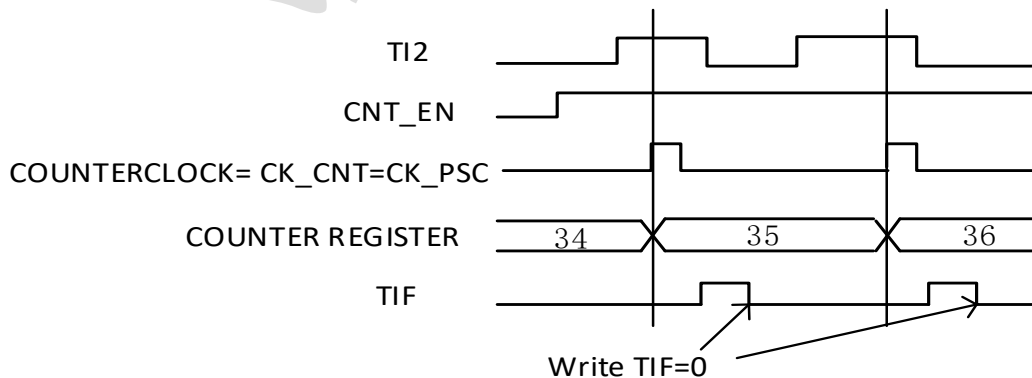 TI2
CNT_EN
COUNTERCLOCK= CK_CNT=CK_PSC
COUNTER REGISTER 34 35 36
TIF
Write TIF=0